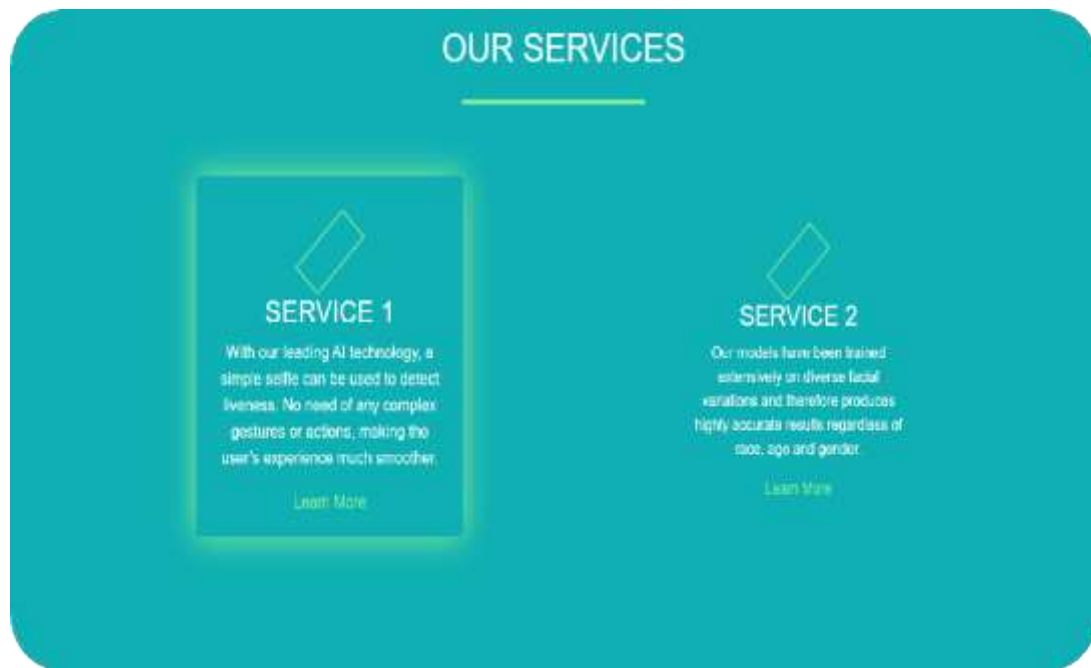 OUR SERVICES
SERVICE 1
With our leading AI technology, a
simple selfie can be used to detect
liveness. No need of any complex
gestures or actions, making the
user's experience much smoother.
Learn More
SERVICE 2
Our models have been trained
extensively on diverse facial
variations and therefore produces
highly accurate results regardless of
race, age and gender.
Learn More